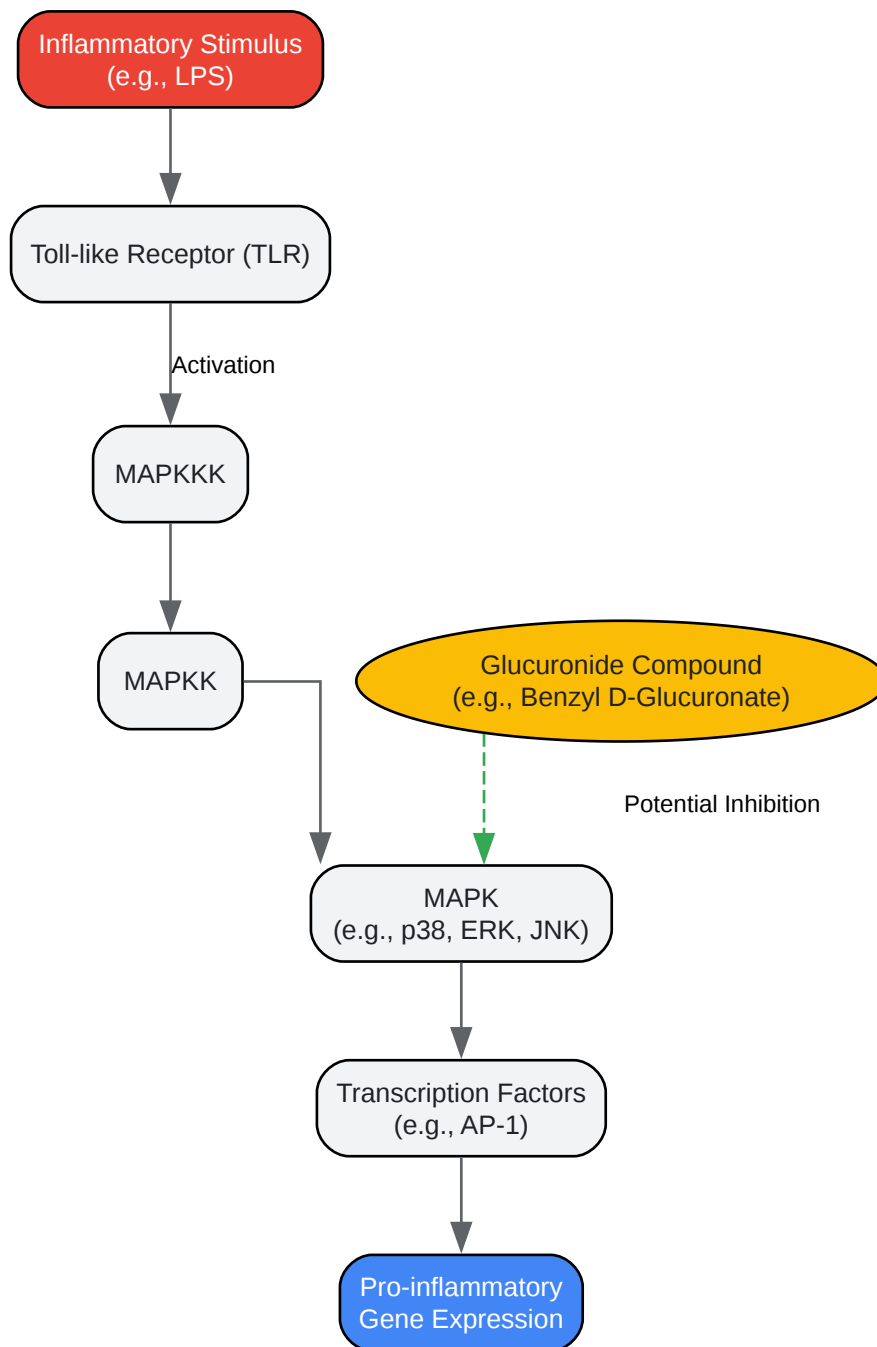 Inflammatory Stimulus
(e.g., LPS)
Toll-like Receptor (TLR)
Activation
MAPKKK
MAPKK
Glucuronide Compound
(e.g., Benzyl D-Glucuronate)
Potential Inhibition
MAPK
(e.g., p38, ERK, JNK)
Transcription Factors
(e.g., AP-1)
Pro-inflammatory
Gene Expression